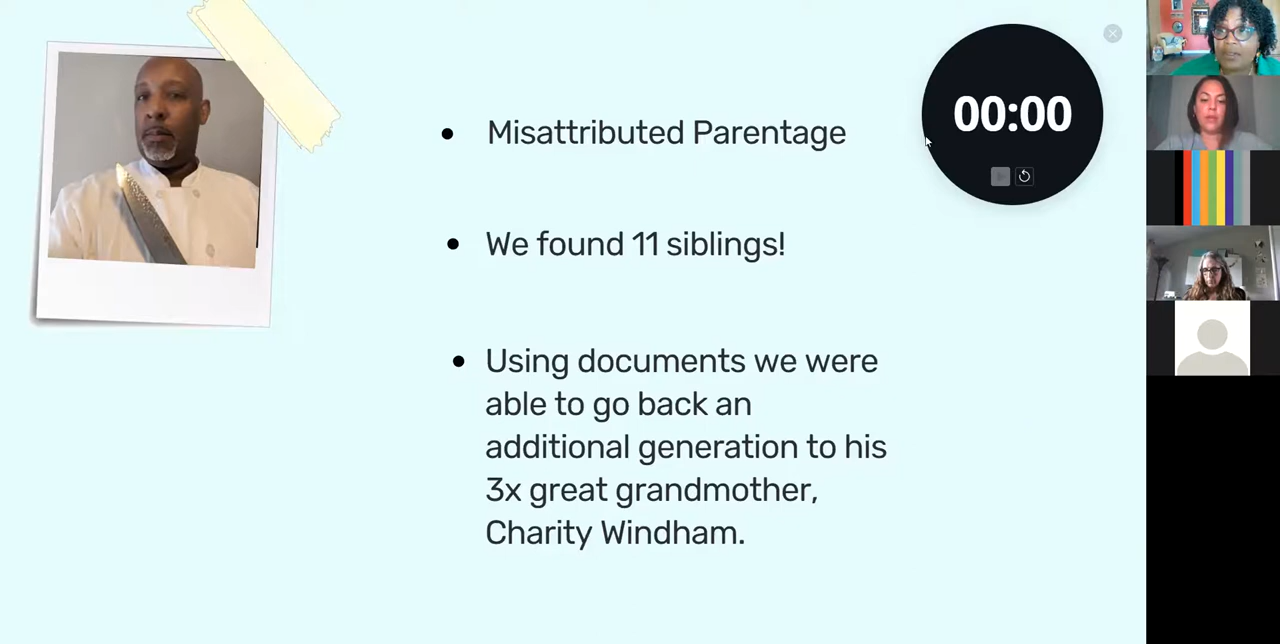 Misattributed Parentage
00:00
We found 11 siblings!
Using documents we were
able to go back an
additional generation to his
3x great grandmother,
Charity Windham.